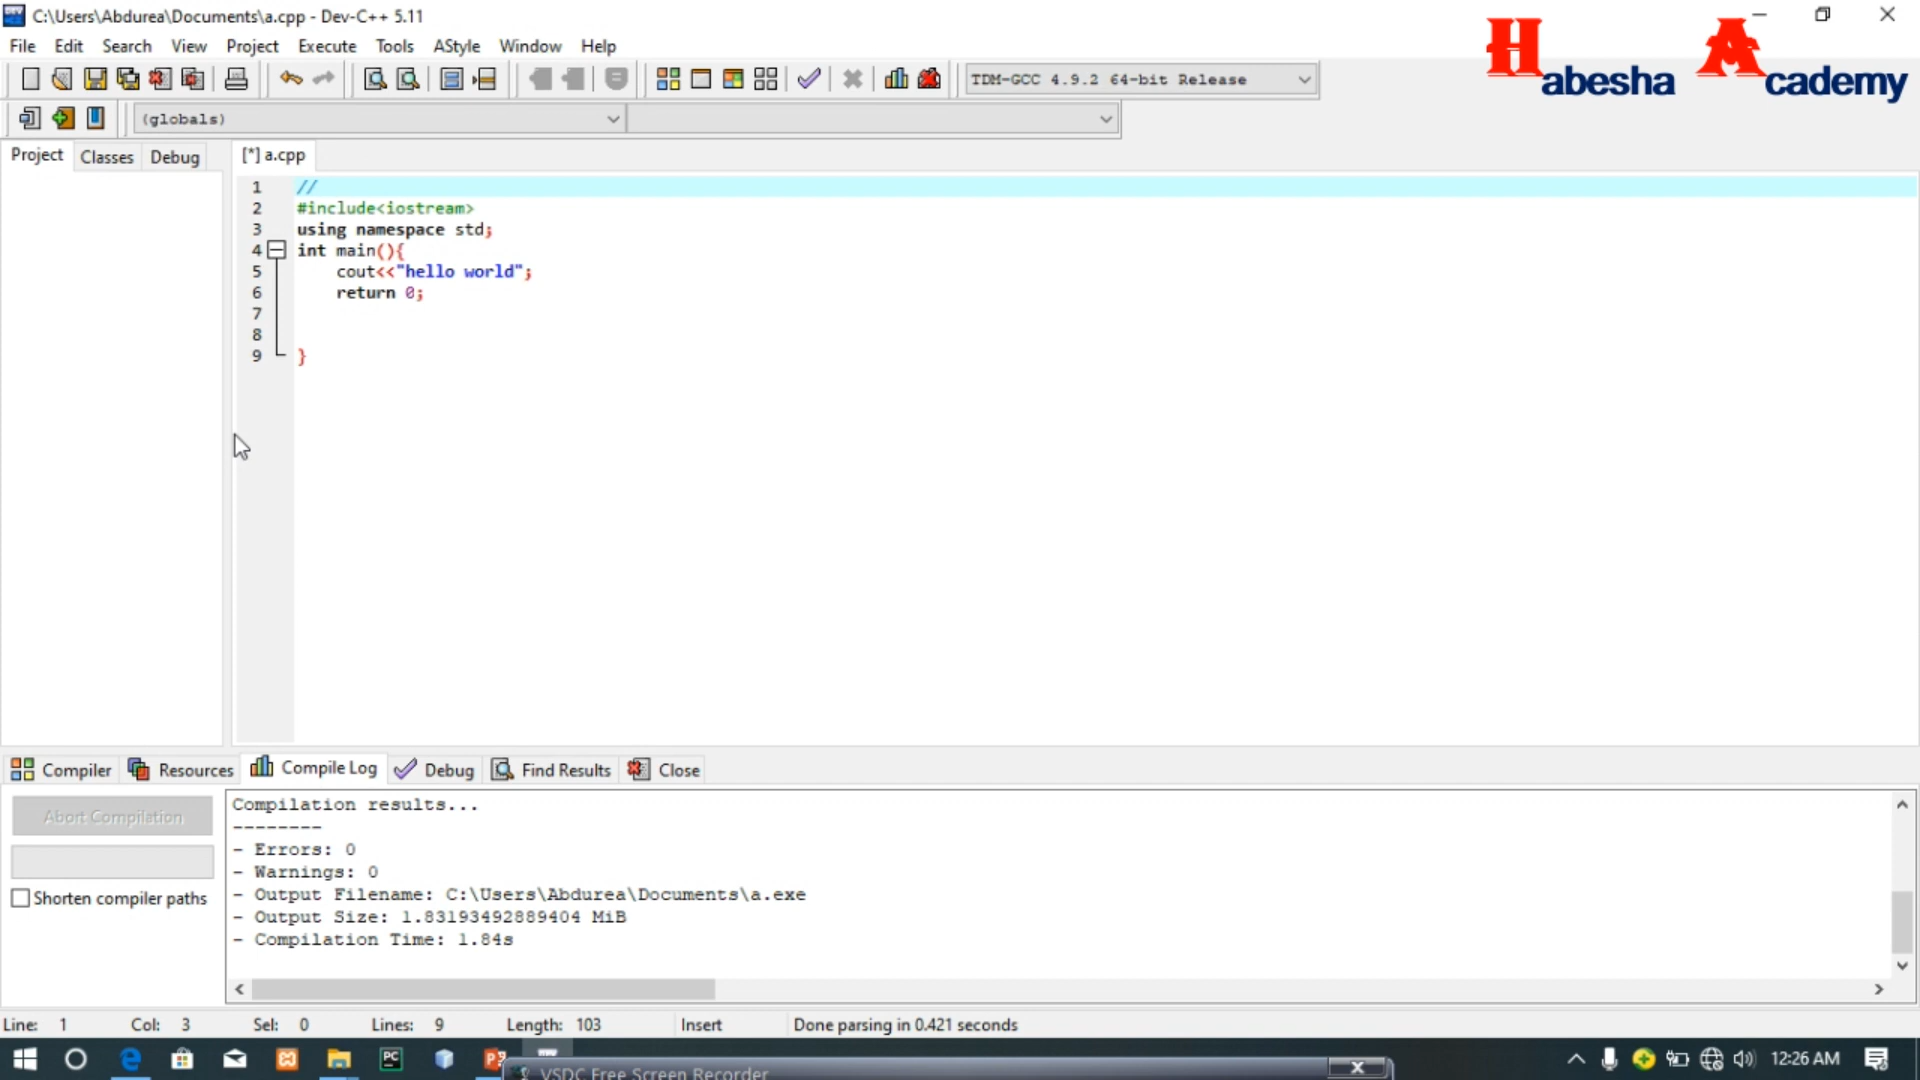 C:\Users\Abdurea\Documents\a.cpp - Dev-C++ 5.11
Habesha Academy
File Edit Search View Project Execute Tools AStyle Window Help
TDM-GCC 4.9.2 64-bit Release
(globals)
Project Classes Debug [*] a.cpp
1 //
2 #include<iostream>
3 using namespace std;
4 int main(){
5 cout<<"hello world";
6 return 0;
7
8
9 }
Compiler Resources Compile Log Debug Find Results Close
Abort Compilation
Shorten compiler paths
Compilation results...
--------
- Errors: 0
- Warnings: 0
- Output Filename: C:\Users\Abdurea\Documents\a.exe
- Output Size: 1.83193492889404 MiB
- Compilation Time: 1.84s
Line: 1 Col: 3 Sel: 0 Lines: 9 Length: 103 Insert Done parsing in 0.421 seconds
PC
VSDC Free Screen Recorder
12:26 AM